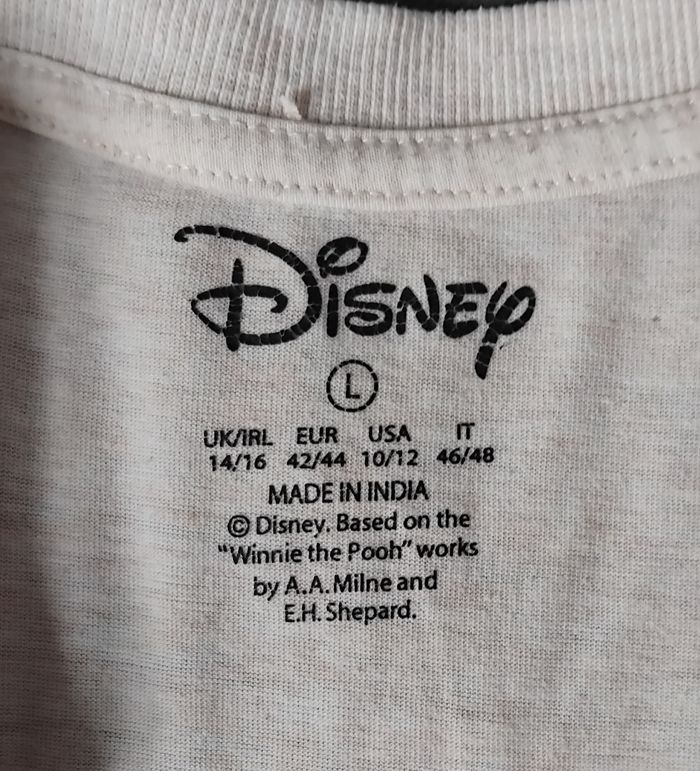 Disney
L
UK/IRL EUR USA IT
14/16 42/44 10/12 46/48
MADE IN INDIA
© Disney. Based on the
"Winnie the Pooh" works
by A.A.Milne and
E.H. Shepard.